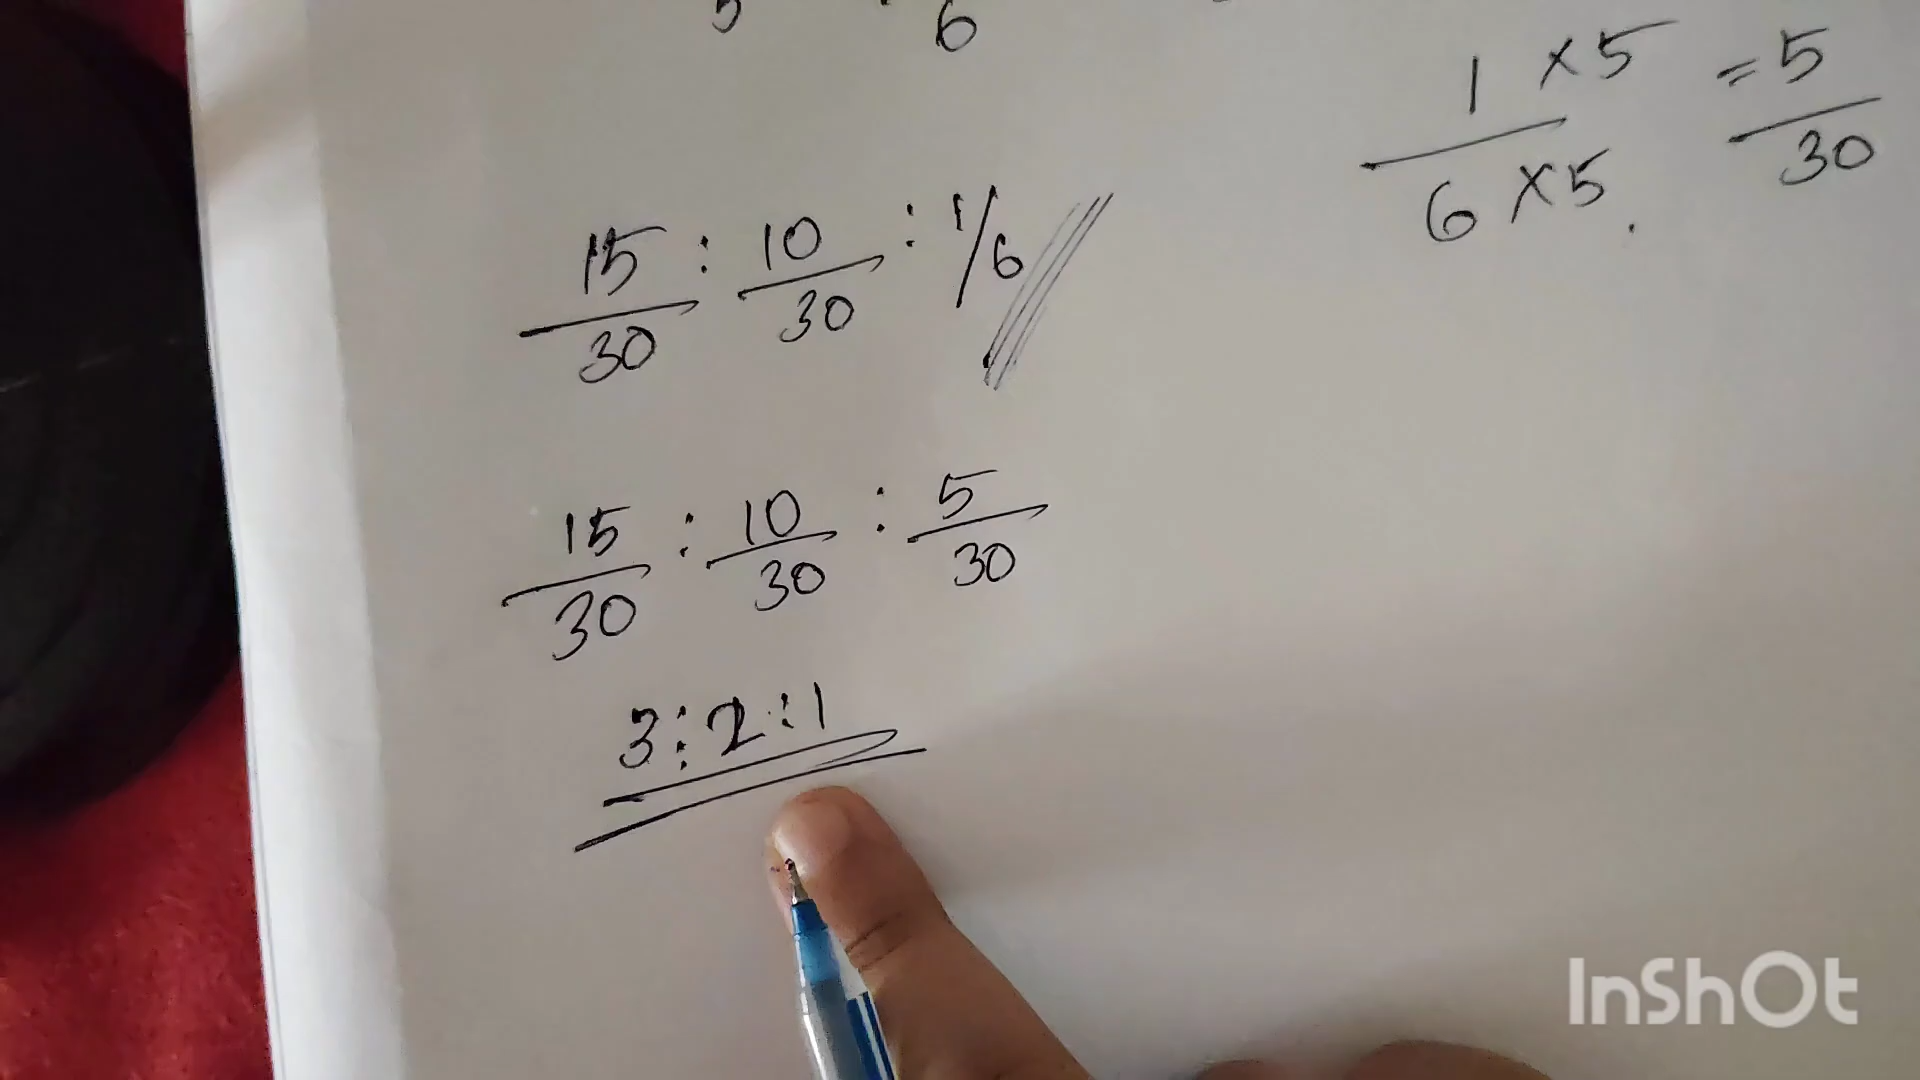 5 6
1 × 5 = 5
6 × 5. 30
15 : 10 : 1/6
30 30
15 : 10 : 5
30 30 30
3 : 2 : 1
InShOt